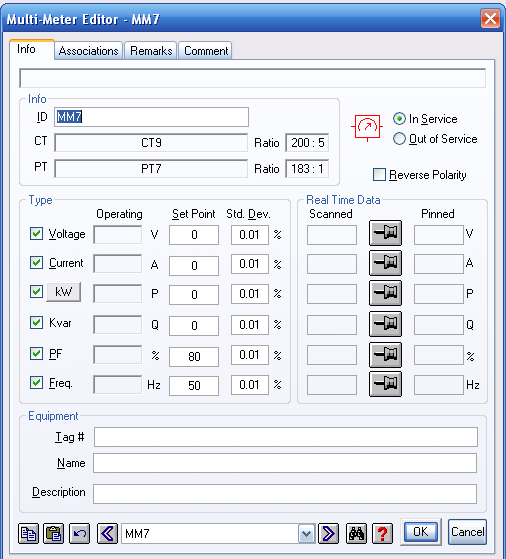 Multi-Meter Editor - MM7
Info Associations Remarks Comment
Info
ID MM7
CT CT9 Ratio 200 : 5
PT PT7 Ratio 183 : 1
In Service
Out of Service
Reverse Polarity
Type
Operating Set Point Std. Dev.
Voltage V 0 0.01 %
Current A 0 0.01 %
kW P 0 0.01 %
Kvar Q 0 0.01 %
PF % 80 0.01 %
Freq. Hz 50 0.01 %
Real Time Data
Scanned Pinned
V
A
P
Q
%
Hz
Equipment
Tag #
Name
Description
MM7 ? OK Cancel